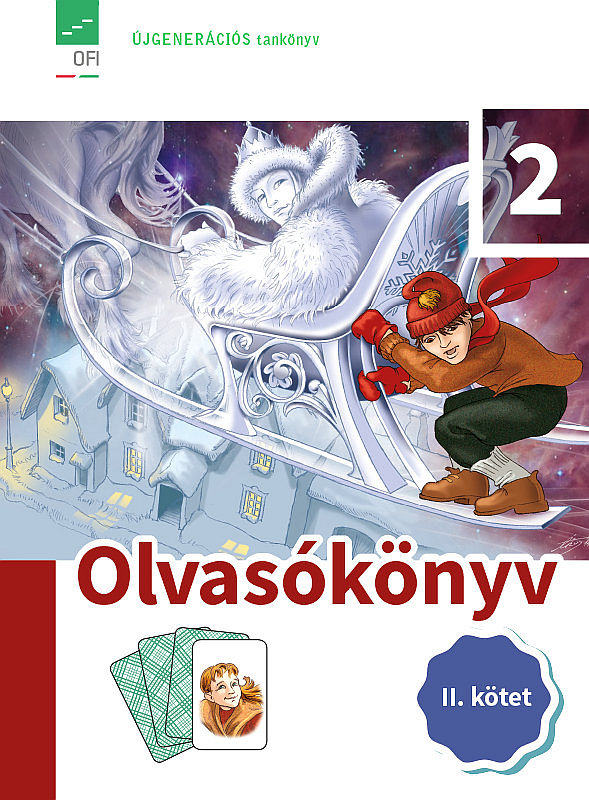 ÚJGENERÁCIÓS tankönyv
OFI
2
Olvasókönyv
II. kötet